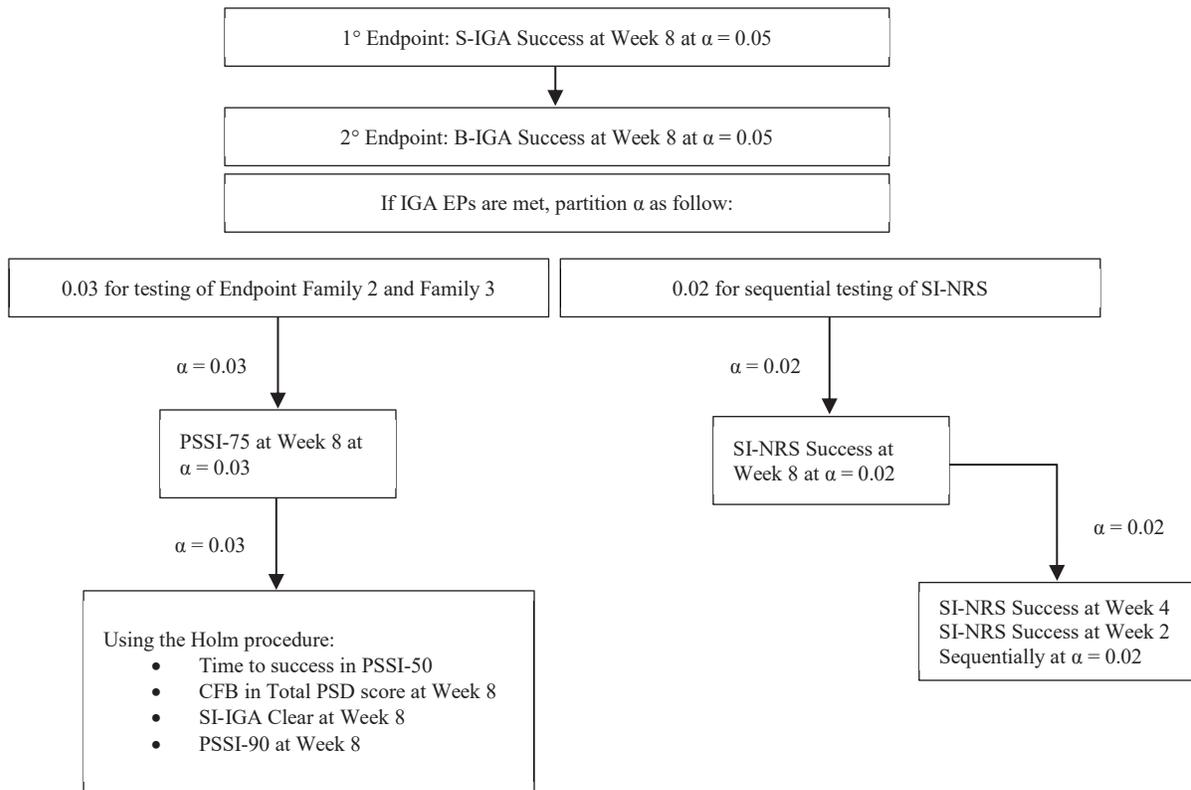 1° Endpoint: S-IGA Success at Week 8 at α = 0.05
2° Endpoint: B-IGA Success at Week 8 at α = 0.05
If IGA EPs are met, partition α as follow:
0.03 for testing of Endpoint Family 2 and Family 3
0.02 for sequential testing of SI-NRS
α = 0.03
α = 0.02
PSSI-75 at Week 8 at
α = 0.03
SI-NRS Success at
Week 8 at α = 0.02
α = 0.03
α = 0.02
Using the Holm procedure:
• Time to success in PSSI-50
• CFB in Total PSD score at Week 8
• SI-IGA Clear at Week 8
• PSSI-90 at Week 8
SI-NRS Success at Week 4
SI-NRS Success at Week 2
Sequentially at α = 0.02